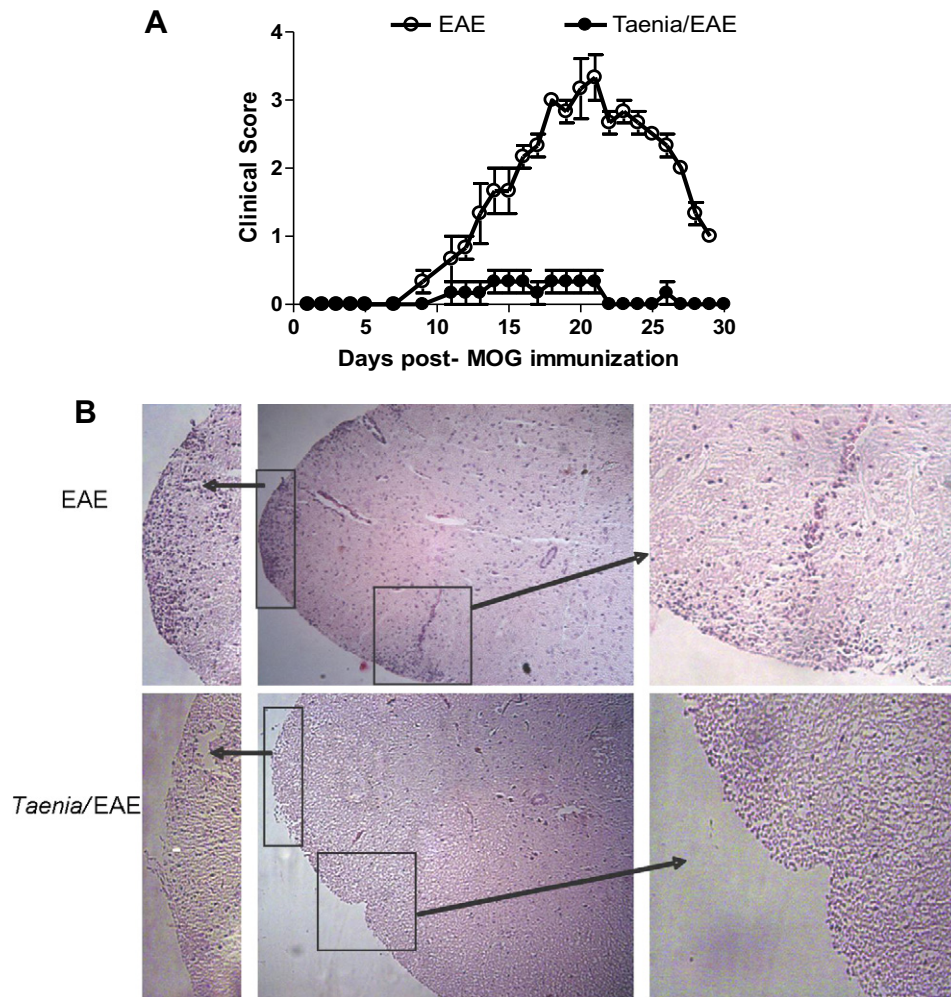 A
EAE
Taenia/EAE
4
3
2
1
0
Clinical Score
0 5 10 15 20 25 30
Days post- MOG immunization
B
EAE
Taenia/EAE